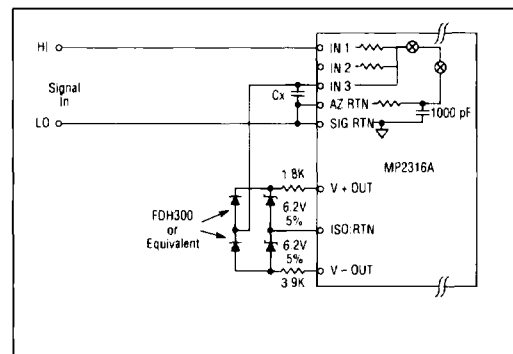 HI
IN 1
IN 2
IN 3
Cx
Signal
In
AZ RTN
1000 pF
LO
SIG RTN
MP2316A
1.8K
V + OUT
FDH300
or
Equivalent
6.2V
5%
ISO:RTN
6.2V
5%
V − OUT
3.9K